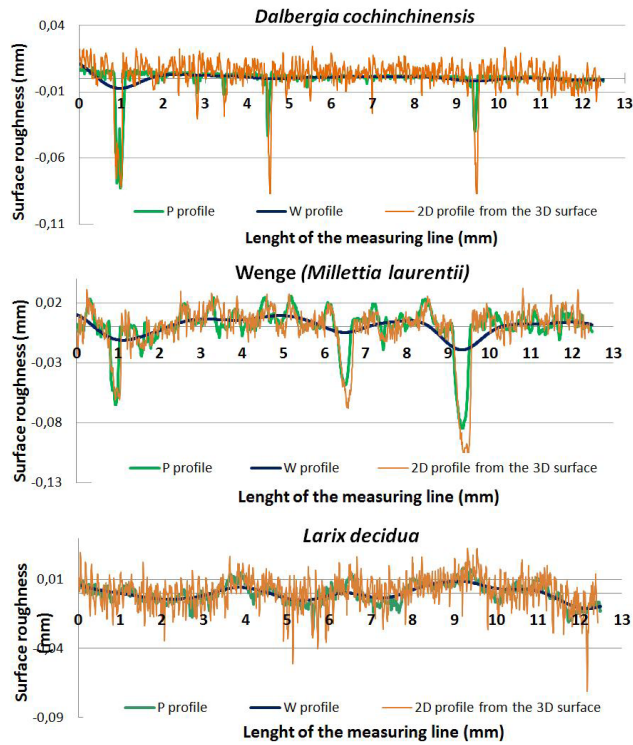 Dalbergia cochinchinensis
Surface roughness (mm)
0,04
-0,01
-0,06
-0,11
0 1 2 3 4 5 6 7 8 9 10 11 12 13
P profile W profile 2D profile from the 3D surface
Lenght of the measuring line (mm)
Wenge (Millettia laurentii)
Surface roughness (mm)
0,02
-0,03
-0,08
-0,13
0 1 2 3 4 5 6 7 8 9 10 11 12 13
P profile W profile 2D profile from the 3D surface
Lenght of the measuring line (mm)
Larix decidua
Surface roughness
(mm)
0,01
-0,04
-0,09
0 1 2 3 4 5 6 7 8 9 10 11 12 13
P profile W profile 2D profile from the 3D surface
Lenght of the measuring line (mm)